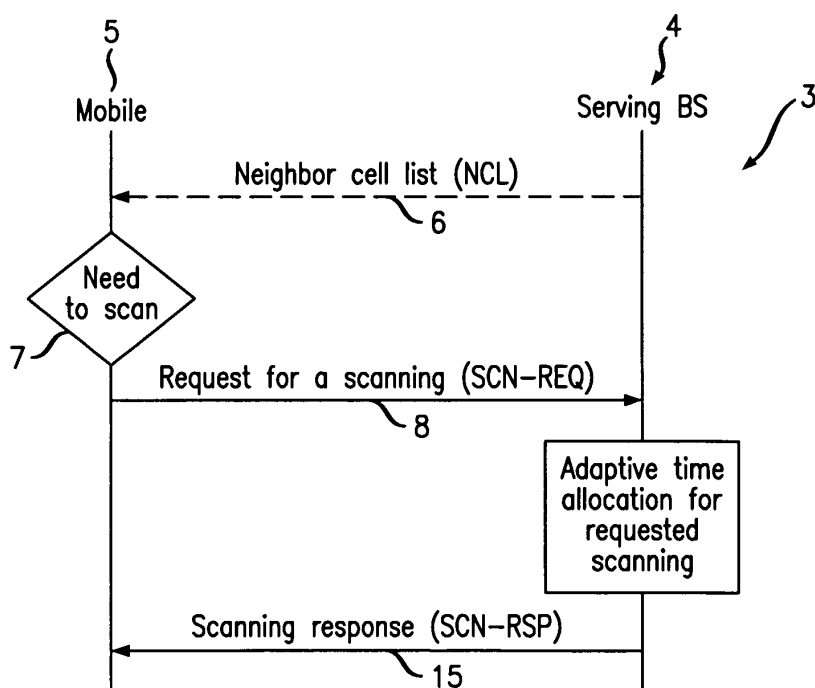 5
4
Mobile
Serving BS
3
Neighbor cell list (NCL)
6
Need
to scan
7
Request for a scanning (SCN-REQ)
8
Adaptive time
allocation for
requested
scanning
Scanning response (SCN-RSP)
15